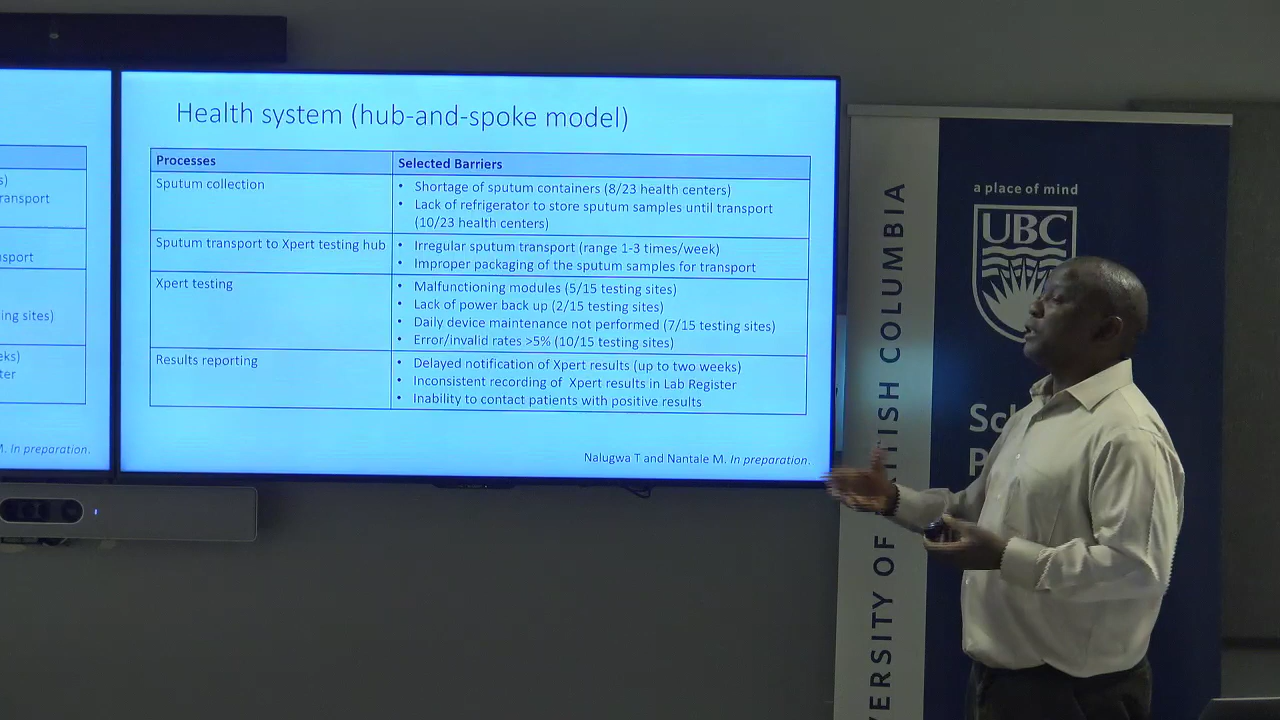 Health system (hub-and-spoke model)
Processes
Selected Barriers
Sputum collection
• Shortage of sputum containers (8/23 health centers)
• Lack of refrigerator to store sputum samples until transport
(10/23 health centers)
Sputum transport to Xpert testing hub
• Irregular sputum transport (range 1-3 times/week)
• Improper packaging of the sputum samples for transport
Xpert testing
• Malfunctioning modules (5/15 testing sites)
• Lack of power back up (2/15 testing sites)
• Daily device maintenance not performed (7/15 testing sites)
• Error/invalid rates >5% (10/15 testing sites)
Results reporting
• Delayed notification of Xpert results (up to two weeks)
• Inconsistent recording of Xpert results in Lab Register
• Inability to contact patients with positive results
Nalugwa T and Nantale M. In preparation.
s)
ransport
sport
ing sites)
eks)
ter
M. In preparation.
a place of mind
UBC
COLUMBIA